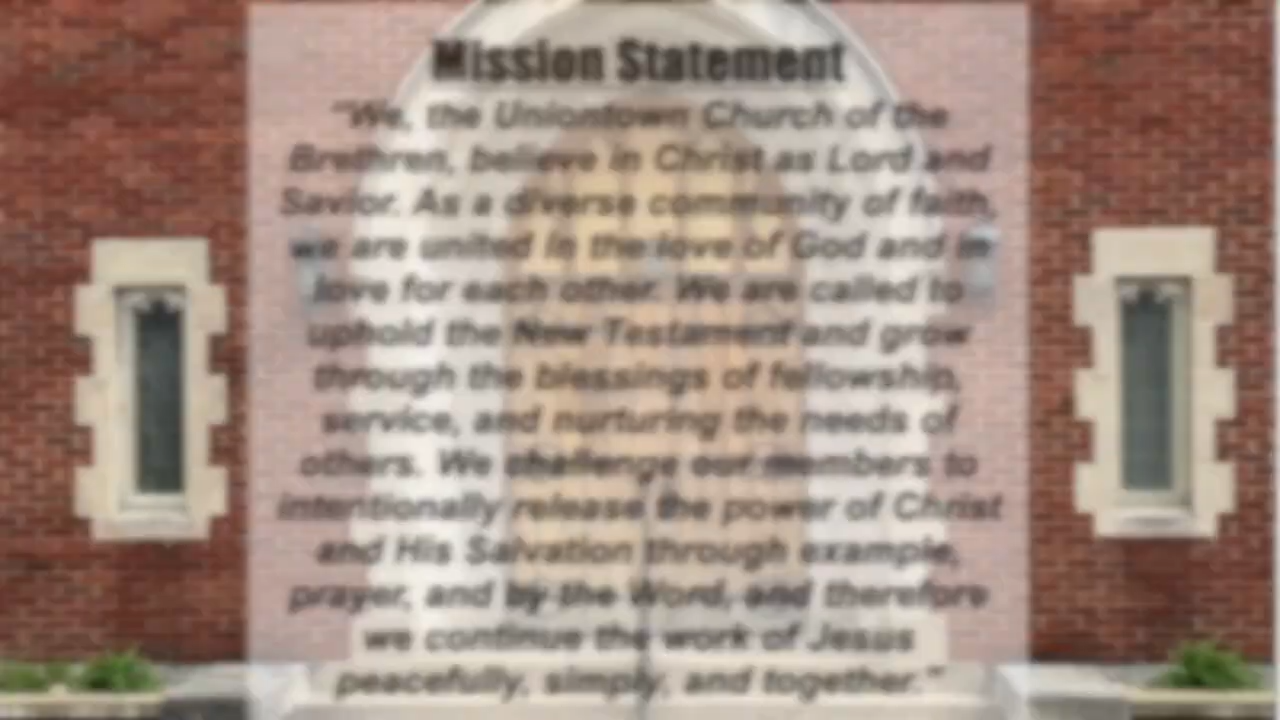 Mission Statement
"We, the Uniontown Church of the
Brethren, believe in Christ as Lord and
Savior. As a diverse community of faith,
we are united in the love of God and in
love for each other. We are called to
uphold the New Testament and grow
through the blessings of fellowship,
service, and nurturing the needs of
others. We challenge our members to
intentionally release the power of Christ
and His Salvation through example,
prayer, and by the Word, and therefore
we continue the work of Jesus
peacefully, simply, and together."